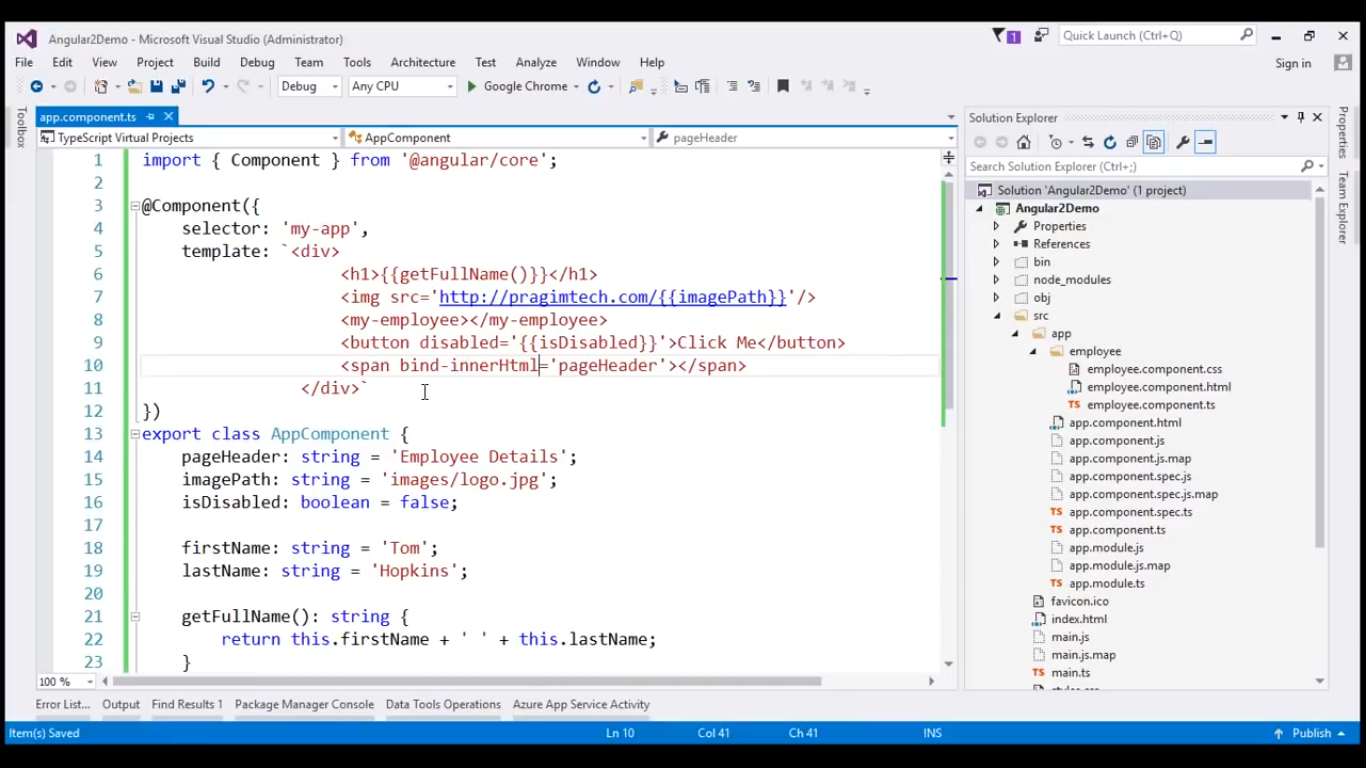 Angular2Demo - Microsoft Visual Studio (Administrator)
1
Quick Launch (Ctrl+Q)
File Edit View Project Build Debug Team Tools Architecture Test Analyze Window Help
Sign in
Debug Any CPU Google Chrome
Toolbox
app.component.ts
TypeScript Virtual Projects AppComponent pageHeader
1 import { Component } from '@angular/core';
2
3 @Component({
4 selector: 'my-app',
5 template: `<div>
6 <h1>{{getFullName()}}</h1>
7 <img src='http://pragimtech.com/{{imagePath}}'/>
8 <my-employee></my-employee>
9 <button disabled='{{isDisabled}}'>Click Me</button>
10 <span bind-innerHtml='pageHeader'></span>
11 </div>`
12 })
13 export class AppComponent {
14 pageHeader: string = 'Employee Details';
15 imagePath: string = 'images/logo.jpg';
16 isDisabled: boolean = false;
17
18 firstName: string = 'Tom';
19 lastName: string = 'Hopkins';
20
21 getFullName(): string {
22 return this.firstName + ' ' + this.lastName;
23 }
100 %
Solution Explorer
Search Solution Explorer (Ctrl+;)
Solution 'Angular2Demo' (1 project)
Angular2Demo
Properties
References
bin
node_modules
obj
src
app
employee
employee.component.css
employee.component.html
employee.component.ts
app.component.html
app.component.js
app.component.js.map
app.component.spec.js
app.component.spec.js.map
app.component.spec.ts
app.component.ts
app.module.js
app.module.js.map
app.module.ts
favicon.ico
index.html
main.js
main.js.map
main.ts
Properties
Team Explorer
Error List... Output Find Results 1 Package Manager Console Data Tools Operations Azure App Service Activity
Item(s) Saved Ln 10 Col 41 Ch 41 INS Publish